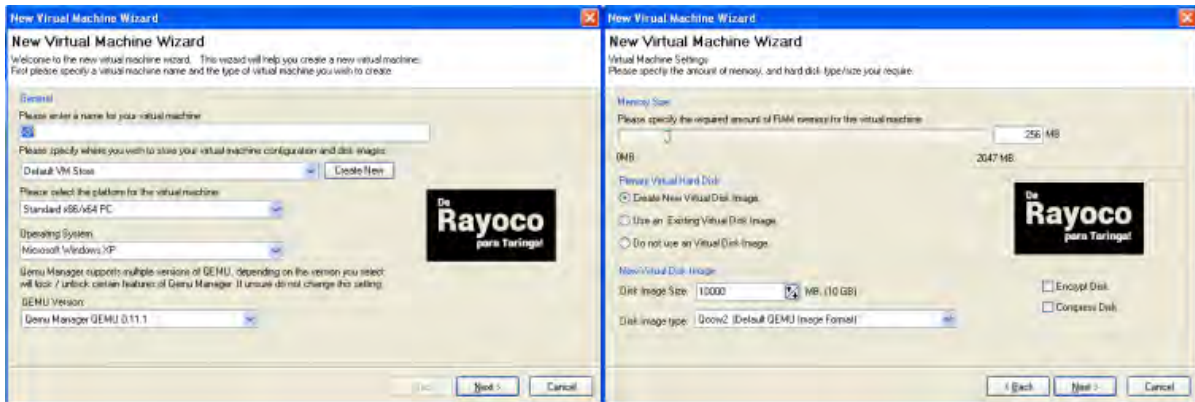 New Virtual Machine Wizard
New Virtual Machine Wizard
Welcome to the new virtual machine wizard. This wizard will help you create a new virtual machine.
First please specify a virtual machine name and the type of virtual machine you wish to create.
General
Please enter a name for your virtual machine
Please specify where you wish to store your virtual machine configuration and disk images
Default VM Store
Create New
Please select the platform for the virtual machine
Standard x86/x64 PC
Operating System
Microsoft Windows XP
Qemu Manager supports multiple versions of QEMU, depending on the version you select
will lock / unlock certain features of Qemu Manager. If unsure do not change this setting.
QEMU Version:
Qemu Manager QEMU 0.11.1
De
Rayoco
para Taringa!
Next >
Cancel
New Virtual Machine Wizard
New Virtual Machine Wizard
Virtual Machine Settings
Please specify the amount of memory, and hard disk type/size your require.
Memory Size
Please specify the required amount of RAM memory for the virtual machine
256 MB
0MB
2047 MB
Primary Virtual Hard Disk
Create New Virtual Disk Image.
Use an Existing Virtual Disk Image.
Do not use an Virtual Disk Image.
De
Rayoco
para Taringa!
New Virtual Disk Image
Disk Image Size: 10000 MB. (10 GB)
Disk image type: Qcow2 (Default QEMU Image Format)
Encrypt Disk
Compress Disk
< Back
Next >
Cancel